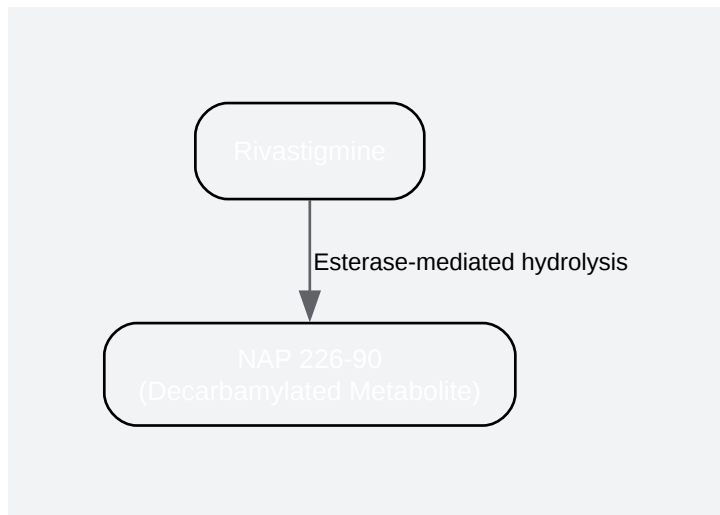 Rivastigmine
Esterase-mediated hydrolysis
NAP 226-90
(Decarbamylated Metabolite)